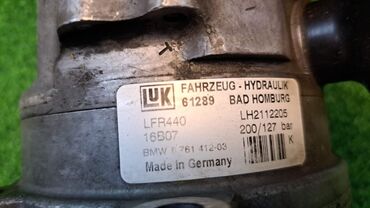 LUK
FAHRZEUG - HYDRAULIK
61289 BAD HOMBURG
LFR440 LH2112205
16B07 200/127 bar
BMW 6 761 412-03 K
Made in Germany